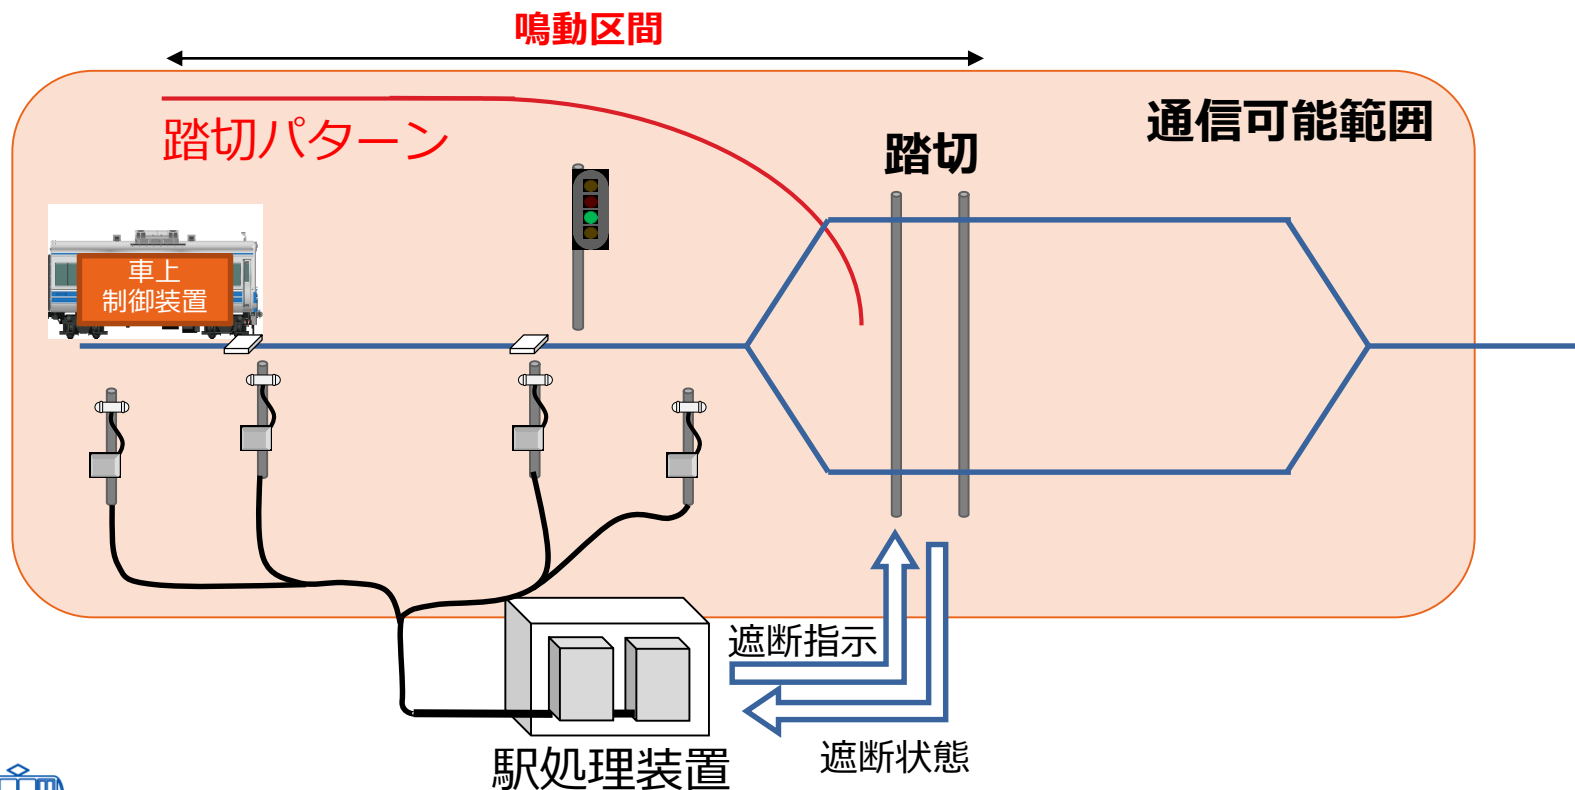 鳴動区間
通信可能範囲
踏切パターン
踏切
車上
制御装置
遮断指示
遮断状態
駅処理装置